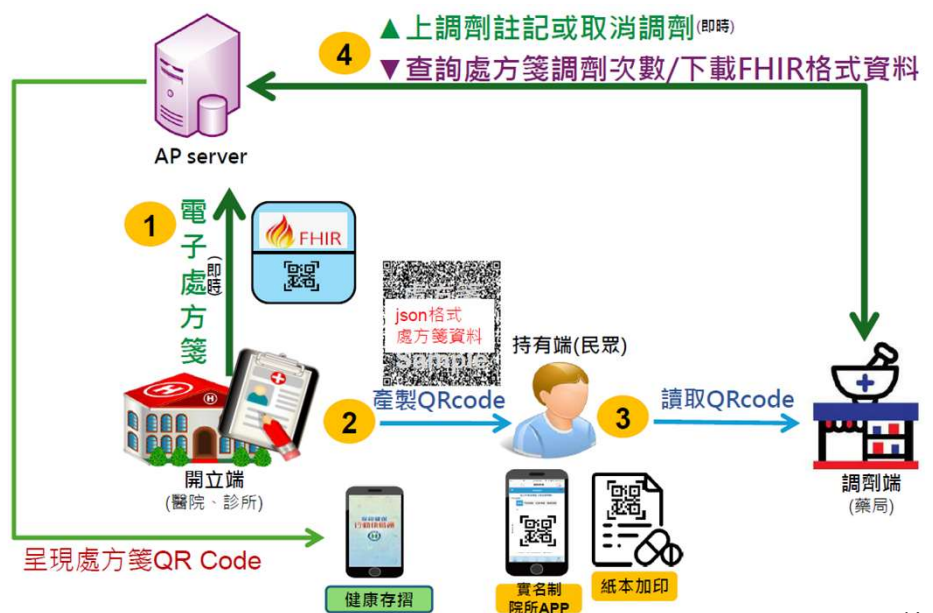 4
▲上調劑註記或取消調劑(即時)
▼查詢處方箋調劑次數/下載FHIR格式資料
AP server
1
電子處方箋
(即時)
FHIR
json格式
處方箋資料
Sample
持有端(民眾)
2
產製QRcode
3
讀取QRcode
開立端
(醫院、診所)
調劑端
(藥局)
呈現處方箋QR Code
健康存摺
實名制
院所APP
紙本加印